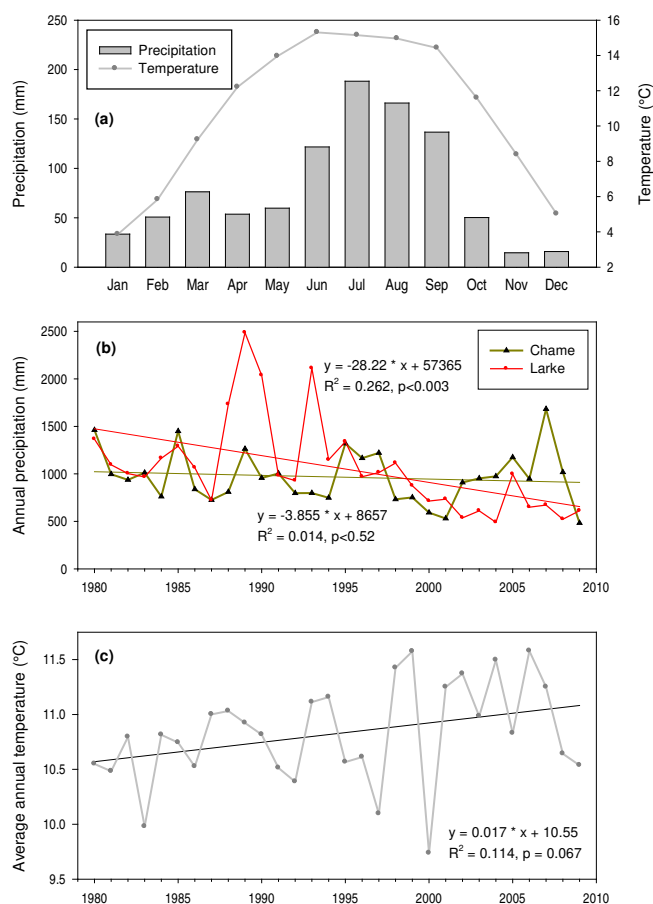 250
200
150
100
50
0
Precipitation (mm)
Precipitation
Temperature
(a)
16
14
12
10
8
6
4
2
Temperature (°C)
Jan Feb Mar Apr May Jun Jul Aug Sep Oct Nov Dec
2500
2000
1500
1000
500
0
Annual precipitation (mm)
(b)
y = -28.22 * x + 57365
R² = 0.262, p<0.003
Chame
Larke
y = -3.855 * x + 8657
R² = 0.014, p<0.52
1980 1985 1990 1995 2000 2005 2010
11.5
11.0
10.5
10.0
9.5
Average annual temperature (°C)
(c)
y = 0.017 * x + 10.55
R² = 0.114, p = 0.067
1980 1985 1990 1995 2000 2005 2010